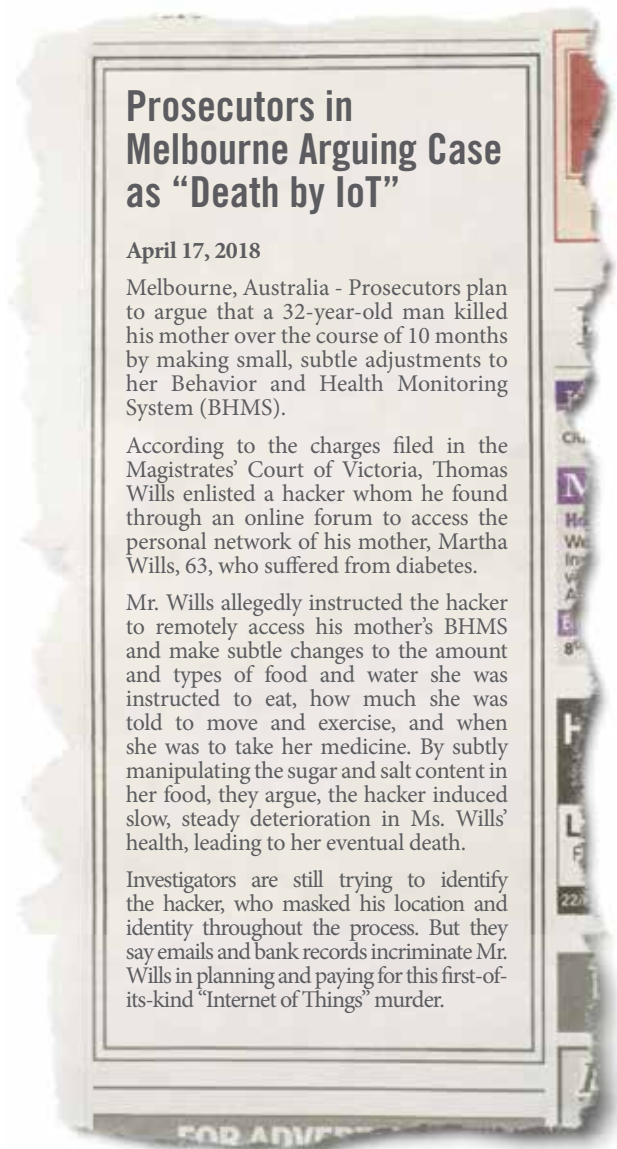 Prosecutors in
Melbourne Arguing Case
as “Death by IoT”
April 17, 2018
Melbourne, Australia - Prosecutors plan
to argue that a 32-year-old man killed
his mother over the course of 10 months
by making small, subtle adjustments to
her Behavior and Health Monitoring
System (BHMS).
According to the charges filed in the
Magistrates’ Court of Victoria, Thomas
Wills enlisted a hacker whom he found
through an online forum to access the
personal network of his mother, Martha
Wills, 63, who suffered from diabetes.
Mr. Wills allegedly instructed the hacker
to remotely access his mother’s BHMS
and make subtle changes to the amount
and types of food and water she was
instructed to eat, how much she was
told to move and exercise, and when
she was to take her medicine. By subtly
manipulating the sugar and salt content in
her food, they argue, the hacker induced
slow, steady deterioration in Ms. Wills’
health, leading to her eventual death.
Investigators are still trying to identify
the hacker, who masked his location and
identity throughout the process. But they
say emails and bank records incriminate Mr.
Wills in planning and paying for this first-of-
its-kind “Internet of Things” murder.
FOR